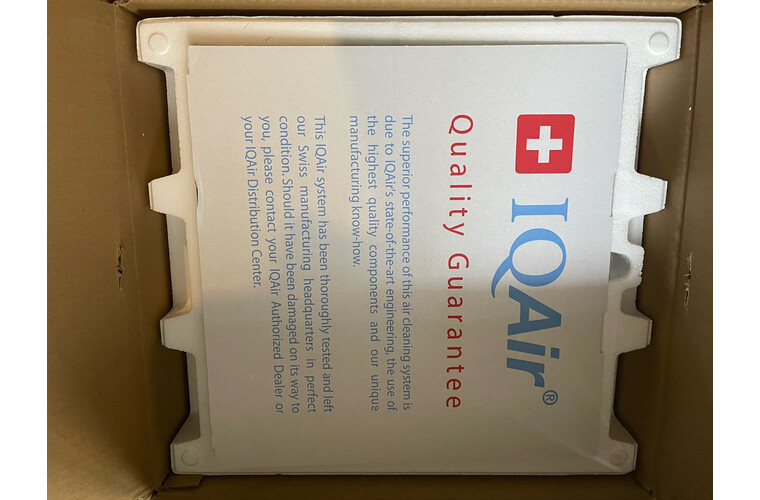 IQAir®
Quality Guarantee
The superior performance of this air cleaning system is
due to IQAir's state-of-the-art engineering, the use of
the highest quality components and our unique
manufacturing know-how.
This IQAir system has been thoroughly tested and left
our Swiss manufacturing headquarters in perfect
condition. Should it have been damaged on its way to
you, please contact your IQAir Authorized Dealer or
your IQAir Distribution Center.